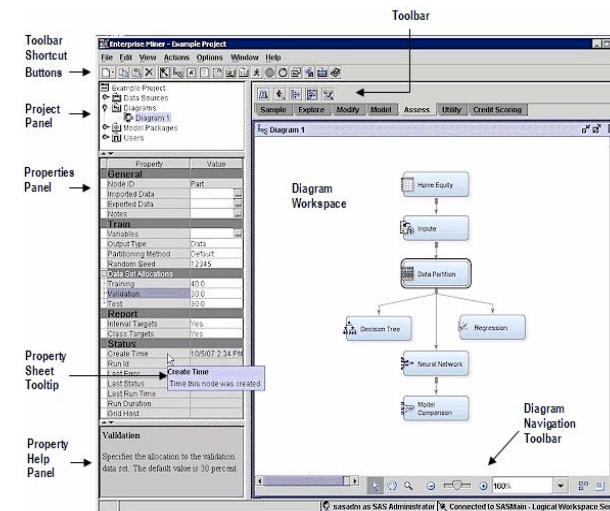 Toolbar
Toolbar
Shortcut
Buttons
Enterprise Miner - Example Project
File Edit View Actions Options Window Help
Project
Panel
Example Project
Data Sources
Diagrams
Diagram 1
Model Packages
Users
Sample Explore Modify Model Assess Utility Credit Scoring
Diagram 1
Properties
Panel
Property Value
General
Node ID Part
Imported Data ...
Exported Data ...
Notes ...
Train
Variables ...
Output Type Data
Partitioning Method Default
Random Seed 12345
Data Set Allocations
Training 40.0
Validation 30.0
Test 30.0
Report
Interval Targets Yes
Class Targets Yes
Status
Create Time 10/5/07 2:34 PM
Run Id
Last Error
Last Status
Last Run Time
Run Duration
Grid Host
Property
Sheet
Tooltip
Create Time
Time this node was created
Property
Help
Panel
Validation
Specifies the allocation to the validation
data set. The default value is 30 percent
Diagram
Workspace
Home Equity
Impute
Data Partition
Decision Tree
Regression
Neural Network
Model
Comparison
Diagram
Navigation
Toolbar
100%
sasadm as SAS Administrator
Connected to SASMain - Logical Workspace Se